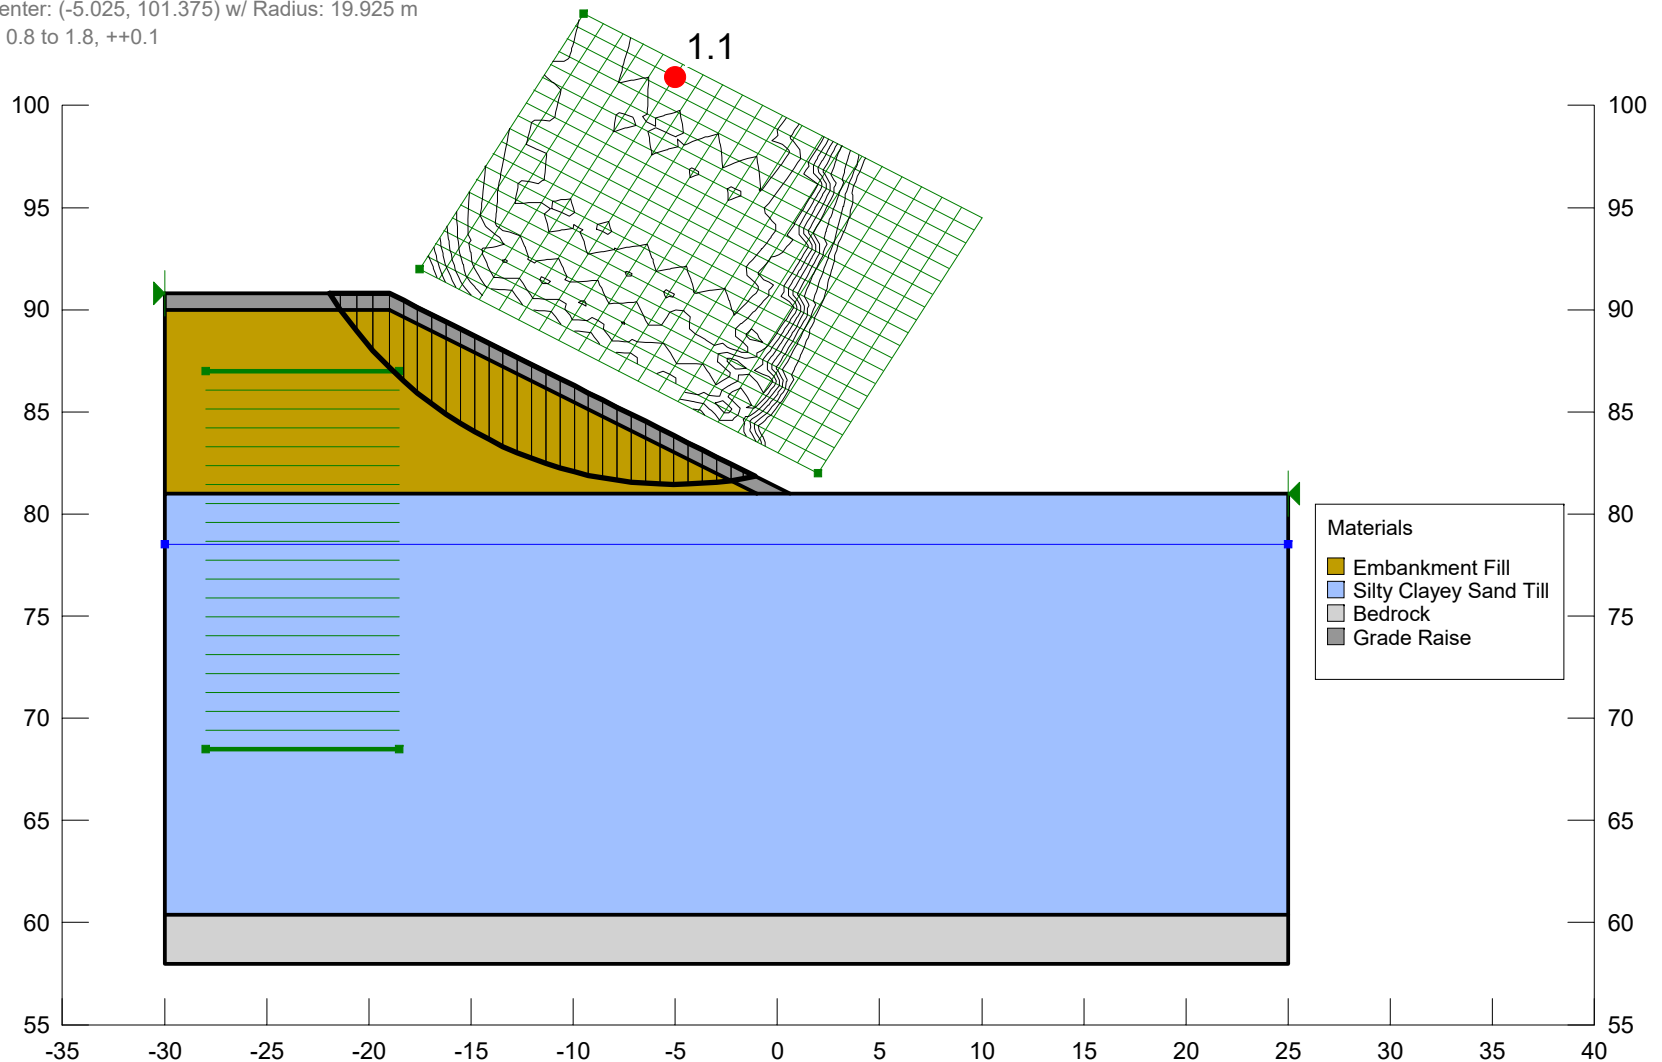 enter: (-5.025, 101.375) w/ Radius: 19.925 m
0.8 to 1.8, ++0.1
1.1
100
100
95
95
90
90
85
85
80
80
Materials
Embankment Fill
Silty Clayey Sand Till
Bedrock
Grade Raise
75
75
70
70
65
65
60
60
55
55
-35 -30 -25 -20 -15 -10 -5 0 5 10 15 20 25 30 35 40